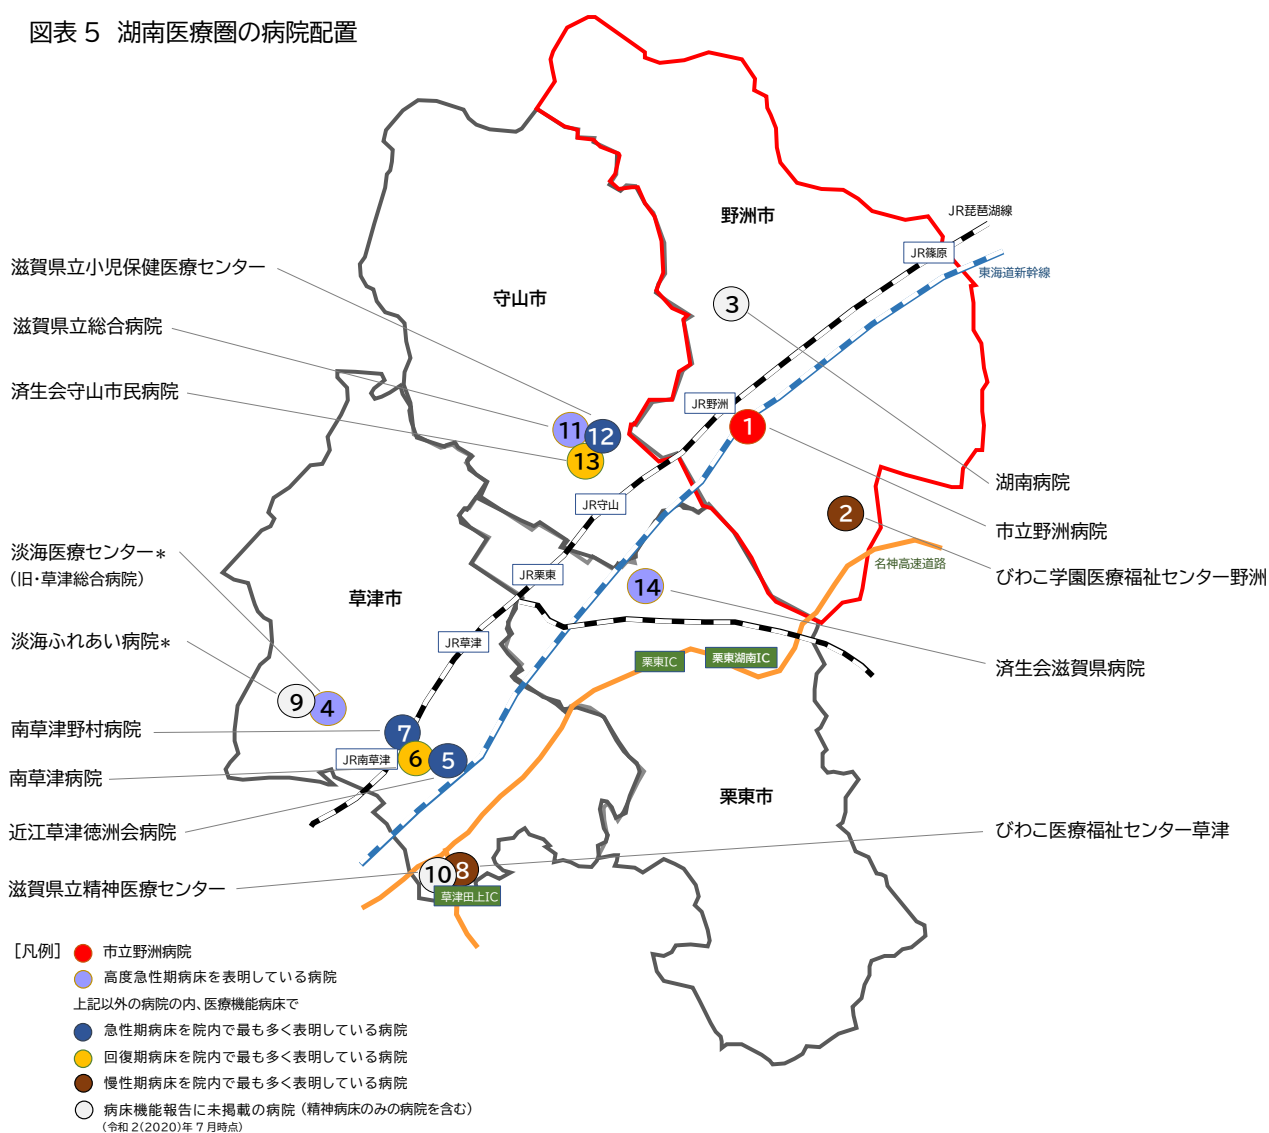 図表 5 湖南医療圏の病院配置
JR琵琶湖線
野洲市
JR篠原
滋賀県立小児保健医療センター
東海道新幹線
守山市
3
滋賀県立総合病院
済生会守山市民病院
JR野洲
11
12
1
13
湖南病院
JR守山
2
市立野洲病院
淡海医療センター*
(旧・草津総合病院)
名神高速道路
JR栗東
びわこ学園医療福祉センター野洲
14
草津市
淡海ふれあい病院*
JR草津
栗東IC
栗東湖南IC
済生会滋賀県病院
9
4
南草津野村病院
7
JR南草津
6
5
南草津病院
栗東市
近江草津徳洲会病院
びわこ医療福祉センター草津
10
8
滋賀県立精神医療センター
草津田上IC
[凡例]
市立野洲病院
高度急性期病床を表明している病院
上記以外の病院の内、医療機能病床で
急性期病床を院内で最も多く表明している病院
回復期病床を院内で最も多く表明している病院
慢性期病床を院内で最も多く表明している病院
病床機能報告に未掲載の病院 (精神病床のみの病院を含む)
(令和 2(2020)年 7 月時点)